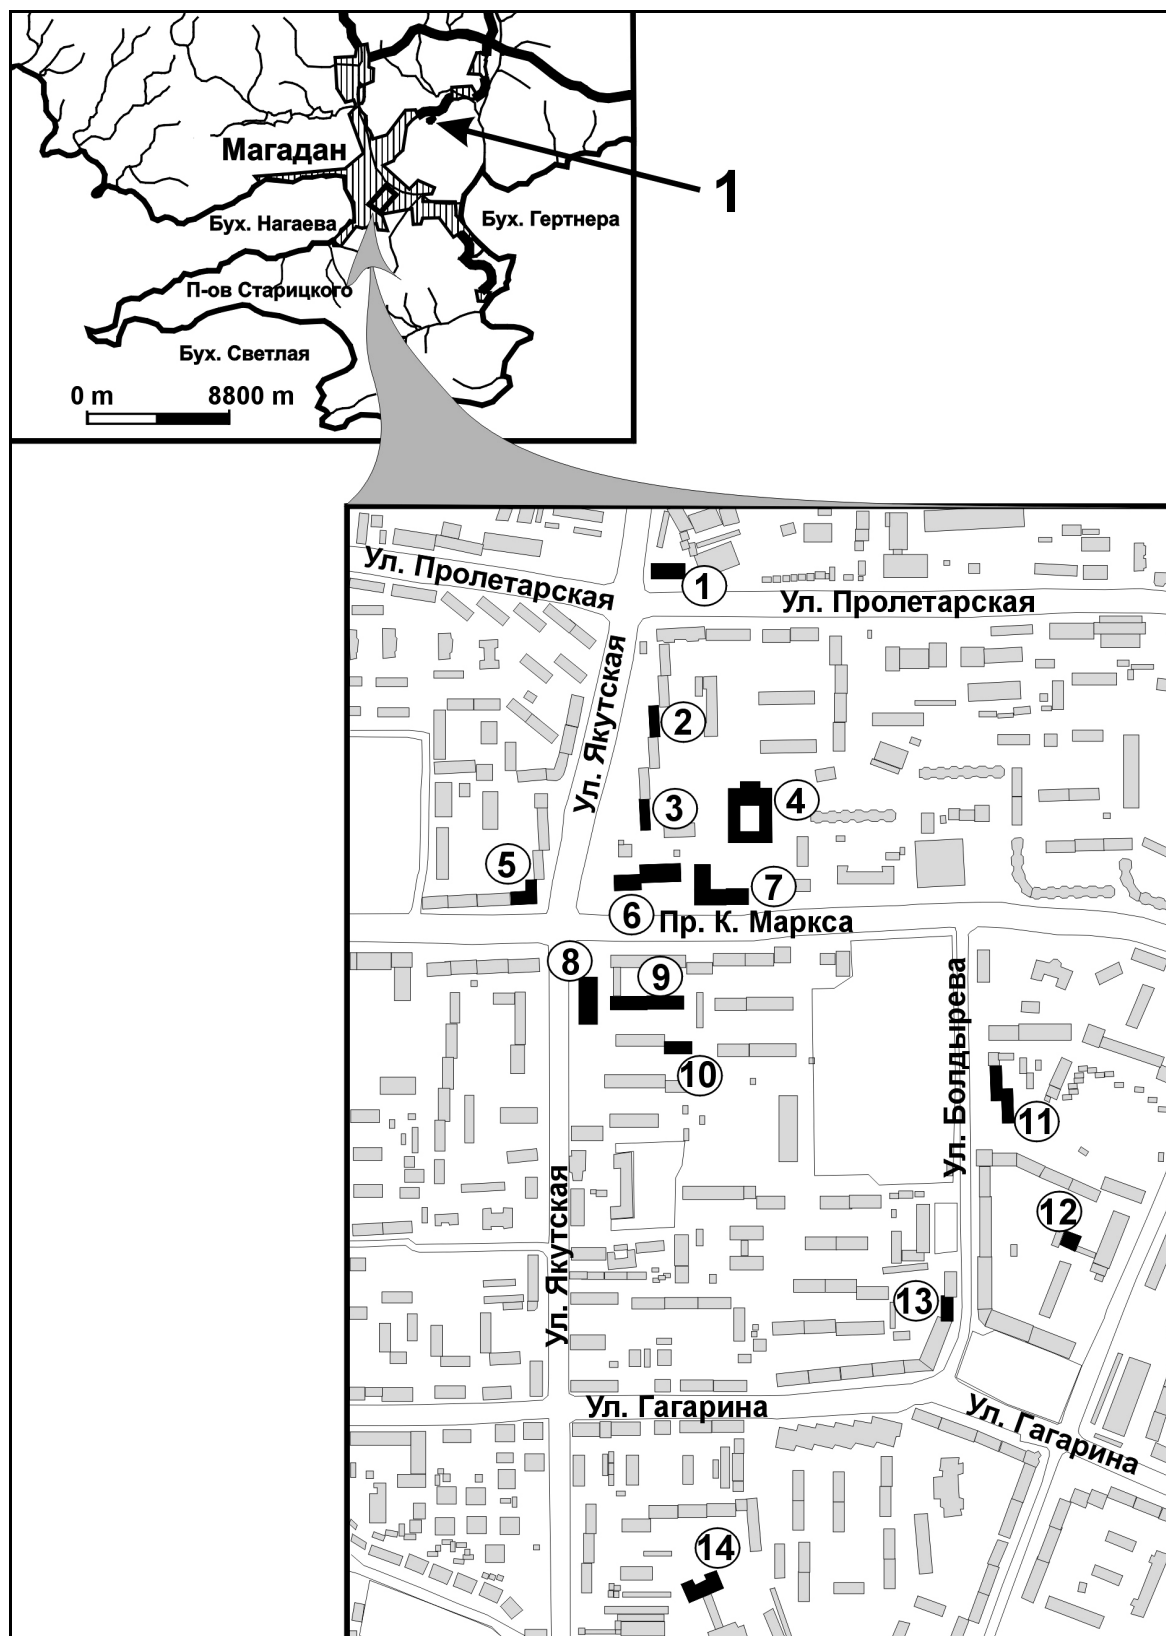 Магадан
1
Бух. Нагаева
Бух. Гертнера
П-ов Старицкого
Бух. Светлая
0 m
8800 m
Ул. Пролетарская
1
Ул. Пролетарская
Ул. Якутская
2
3
4
5
6
7
Пр. К. Маркса
8
9
10
Ул. Болдырева
11
12
Ул. Якутская
13
Ул. Гагарина
Ул. Гагарина
14